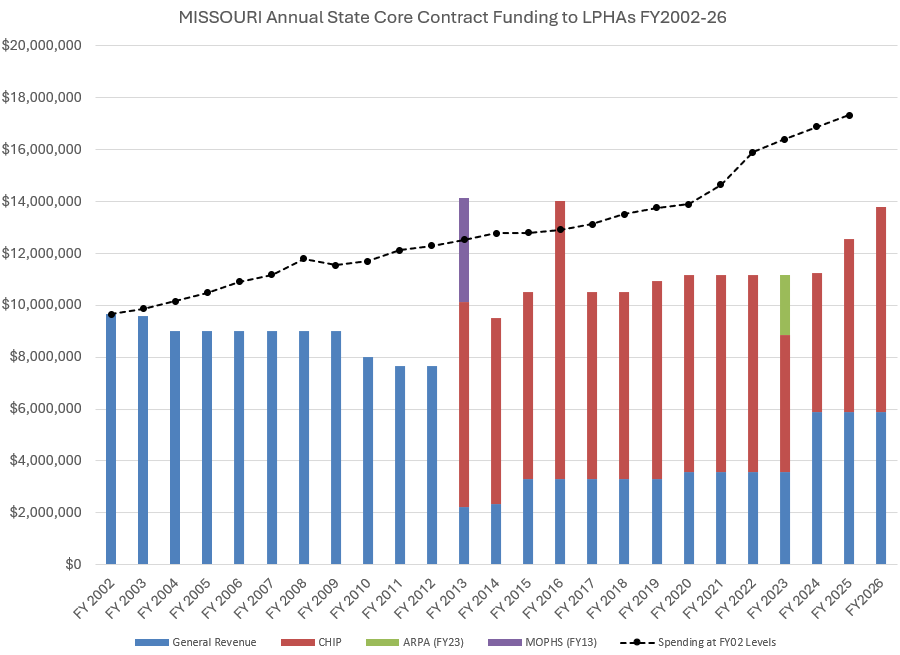 MISSOURI Annual State Core Contract Funding to LPHAs FY2002-26
$20,000,000
$18,000,000
$16,000,000
$14,000,000
$12,000,000
$10,000,000
$8,000,000
$6,000,000
$4,000,000
$2,000,000
$0
FY 2002
FY 2003
FY 2004
FY 2005
FY 2006
FY 2007
FY 2008
FY 2009
FY 2010
FY 2011
FY 2012
FY 2013
FY 2014
FY 2015
FY 2016
FY 2017
FY 2018
FY 2019
FY 2020
FY 2021
FY 2022
FY 2023
FY 2024
FY 2025
FY2026
General Revenue
CHIP
ARPA (FY23)
MOPHS (FY13)
Spending at FY02 Levels